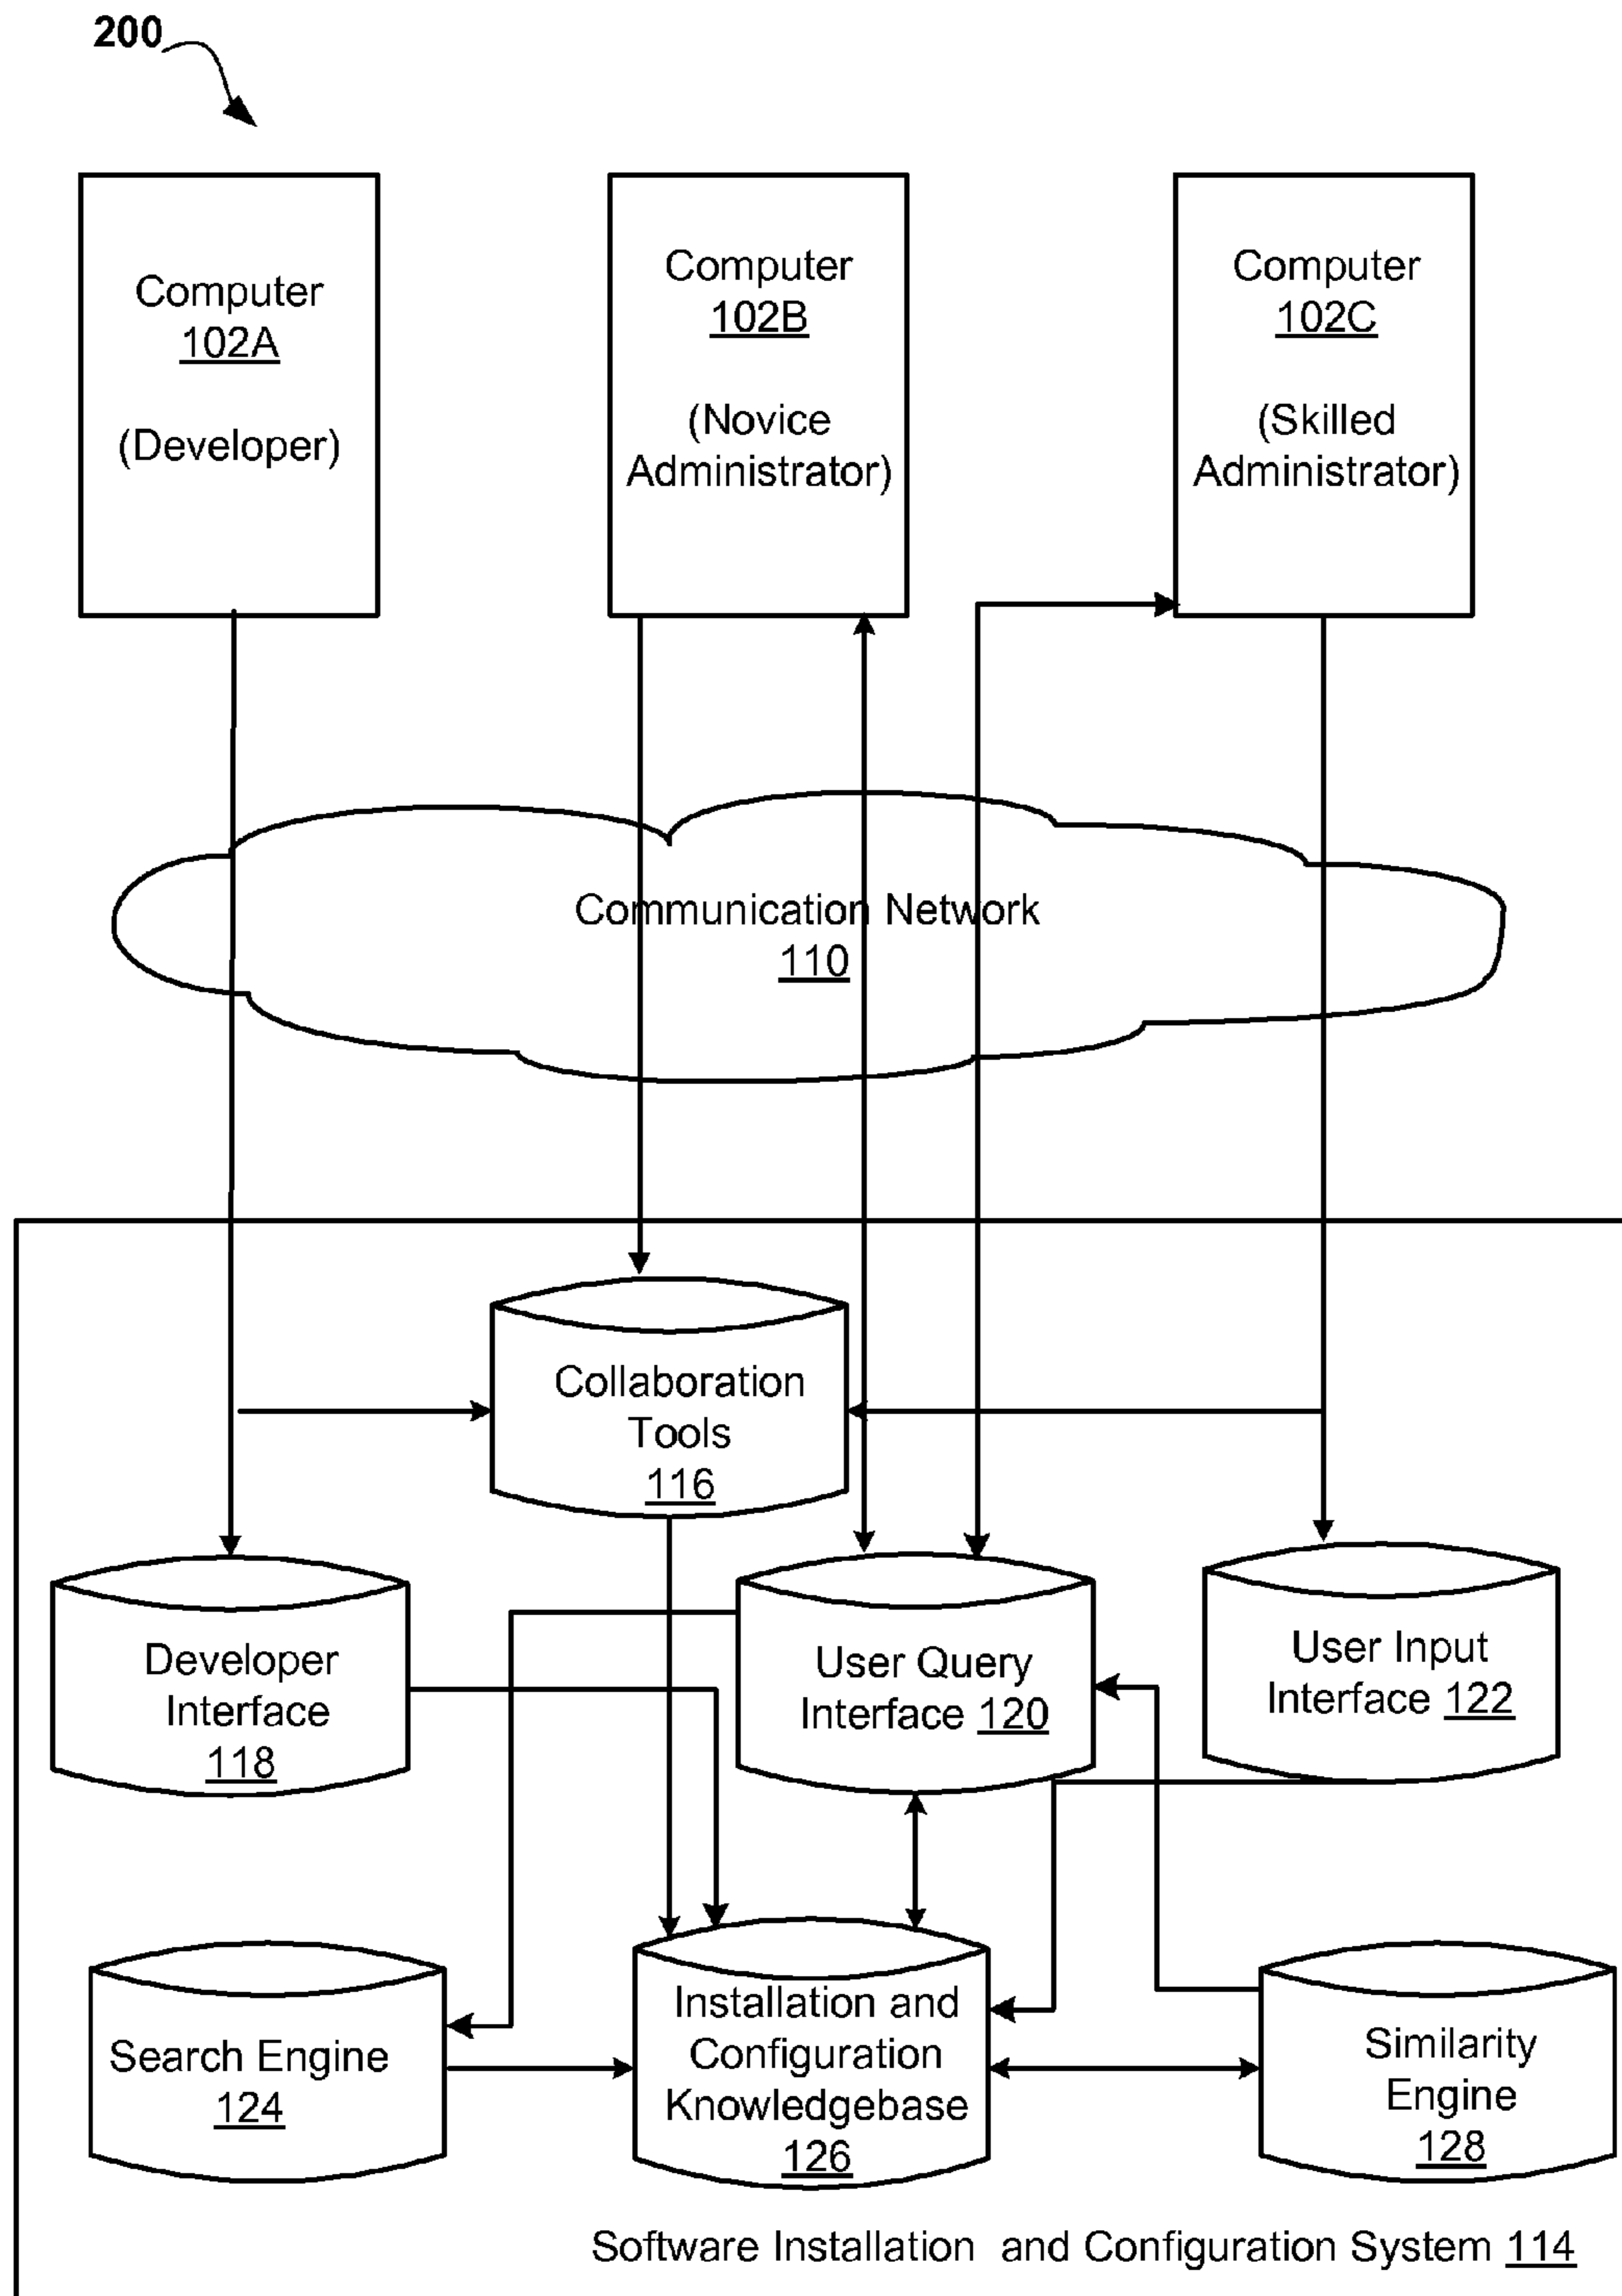 200
Computer
102A
(Developer)
Computer
102B
(Novice
Administrator)
Computer
102C
(Skilled
Administrator)
Communication Network
110
Collaboration
Tools
116
Developer
Interface
118
User Query
Interface 120
User Input
Interface 122
Search Engine
124
Installation and
Configuration
Knowledgebase
126
Similarity
Engine
128
Software Installation and Configuration System 114